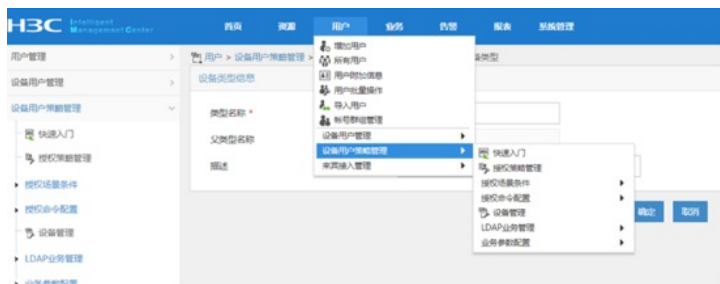 H3C Intelligent Management Center
首页 资源 用户 业务 告警 报表 系统管理
用户管理
设备用户管理
设备用户策略管理
快速入门
授权策略管理
授权场景条件
授权命令配置
设备管理
LDAP业务管理
业务参数配置
用户 > 设备用户策略管理 >
备类型
设备类型信息
类型名称 *
父类型名称
描述
增加用户
所有用户
用户附加信息
用户批量操作
导入用户
帐号群组管理
设备用户管理
设备用户策略管理
来宾接入管理
快速入门
授权策略管理
授权场景条件
授权命令配置
设备管理
LDAP业务管理
业务参数配置
确定 取消